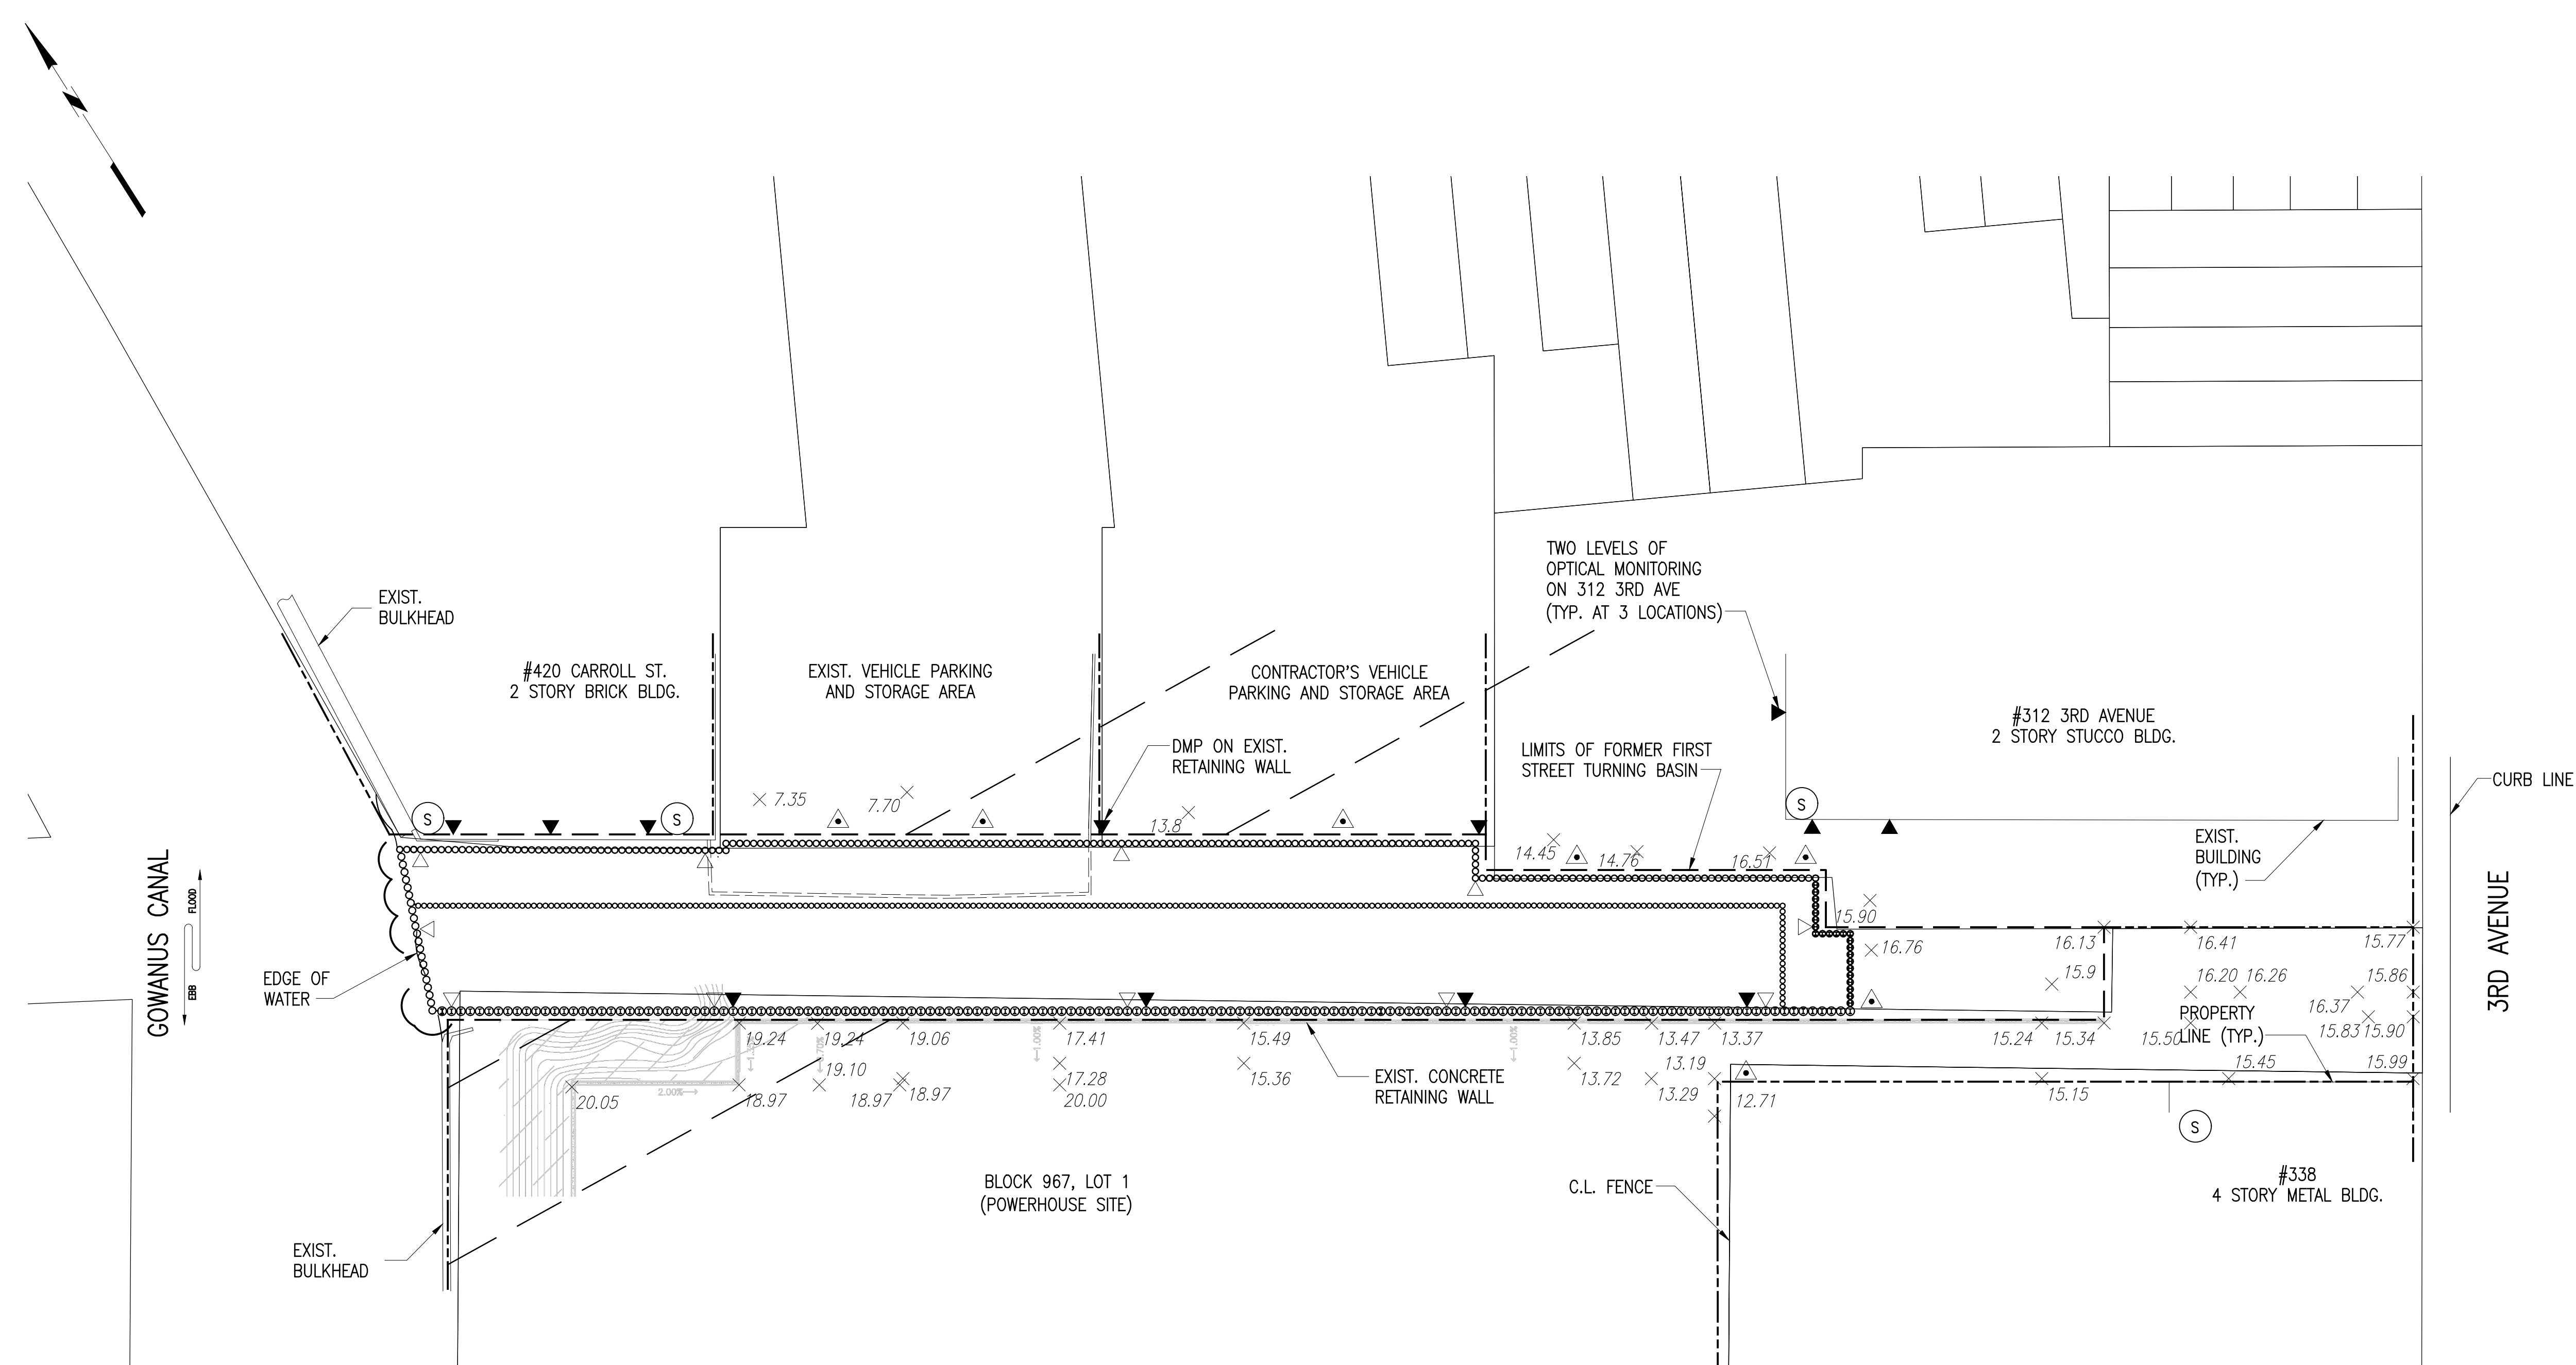 TWO LEVELS OF
OPTICAL MONITORING
ON 312 3RD AVE
(TYP. AT 3 LOCATIONS)
EXIST.
BULKHEAD
#420 CARROLL ST.
2 STORY BRICK BLDG.
EXIST. VEHICLE PARKING
AND STORAGE AREA
CONTRACTOR'S VEHICLE
PARKING AND STORAGE AREA
#312 3RD AVENUE
2 STORY STUCCO BLDG.
DMP ON EXIST.
RETAINING WALL
LIMITS OF FORMER FIRST
STREET TURNING BASIN
CURB LINE
7.35
7.70
13.8
S
S
S
14.45
14.76
16.51
EXIST.
BUILDING
(TYP.)
GOWANUS CANAL
FLOOD
EBB
3RD AVENUE
15.90
16.76
16.13
16.41
15.77
EDGE OF
WATER
15.9
16.20
16.26
15.86
16.37
PROPERTY
LINE (TYP.)
19.24
19.24
19.06
17.41
15.49
13.85
13.47
13.37
15.24
15.34
15.50
15.83
15.90
←1.00%
←1.00%
19.10
17.28
15.36
13.72
13.19
15.45
15.99
EXIST. CONCRETE
RETAINING WALL
20.05
2.00%→
18.97
18.97
18.97
20.00
13.29
12.71
15.15
S
BLOCK 967, LOT 1
(POWERHOUSE SITE)
C.L. FENCE
#338
4 STORY METAL BLDG.
EXIST.
BULKHEAD